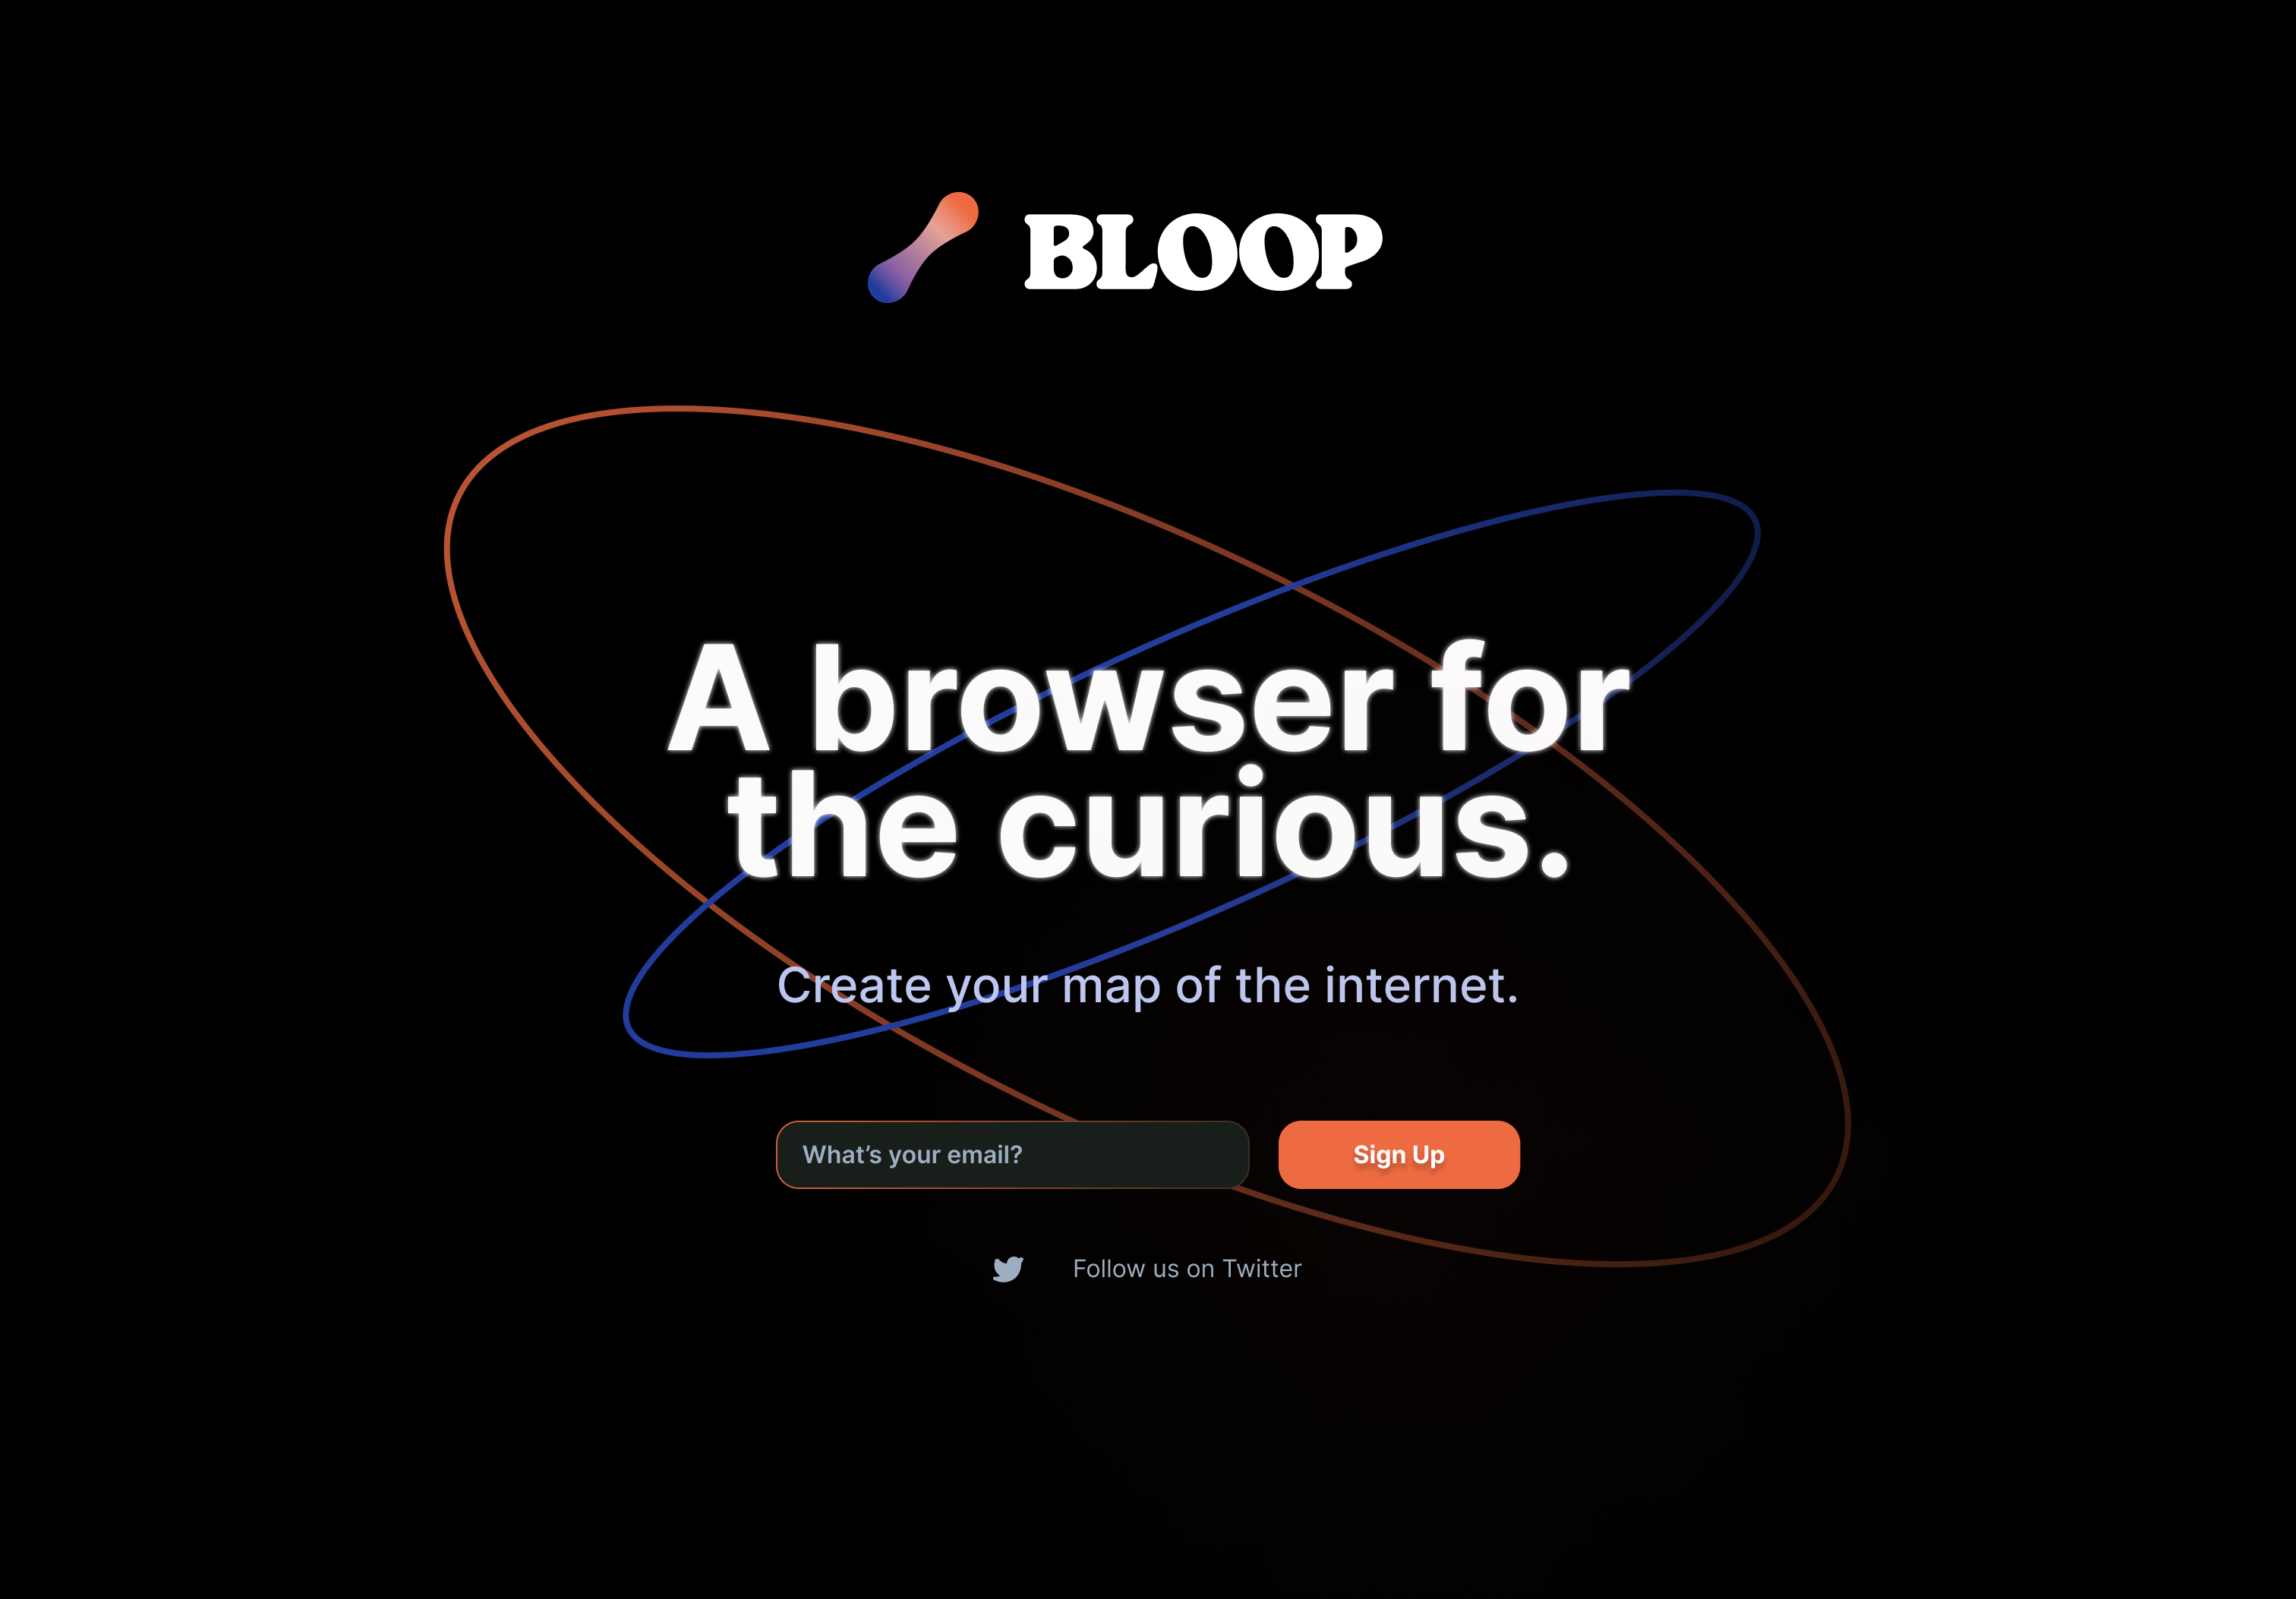 BLOOP
A browser for
the curious.
Create your map of the internet.
What’s your email?
Sign Up
Follow us on Twitter